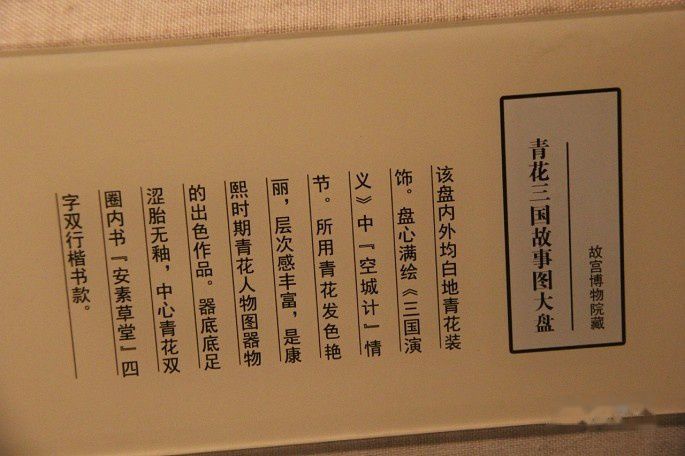 青花三国故事图大盘
故宫博物院藏
该盘内外均白地青花装
饰。盘心满绘《三国演
义》中『空城计』情
节。所用青花发色艳
丽，层次感丰富，是康
熙时期青花人物图器物
的出色作品。器底底足
涩胎无釉，中心青花双
圈内书『安素草堂』四
字双行楷书款。